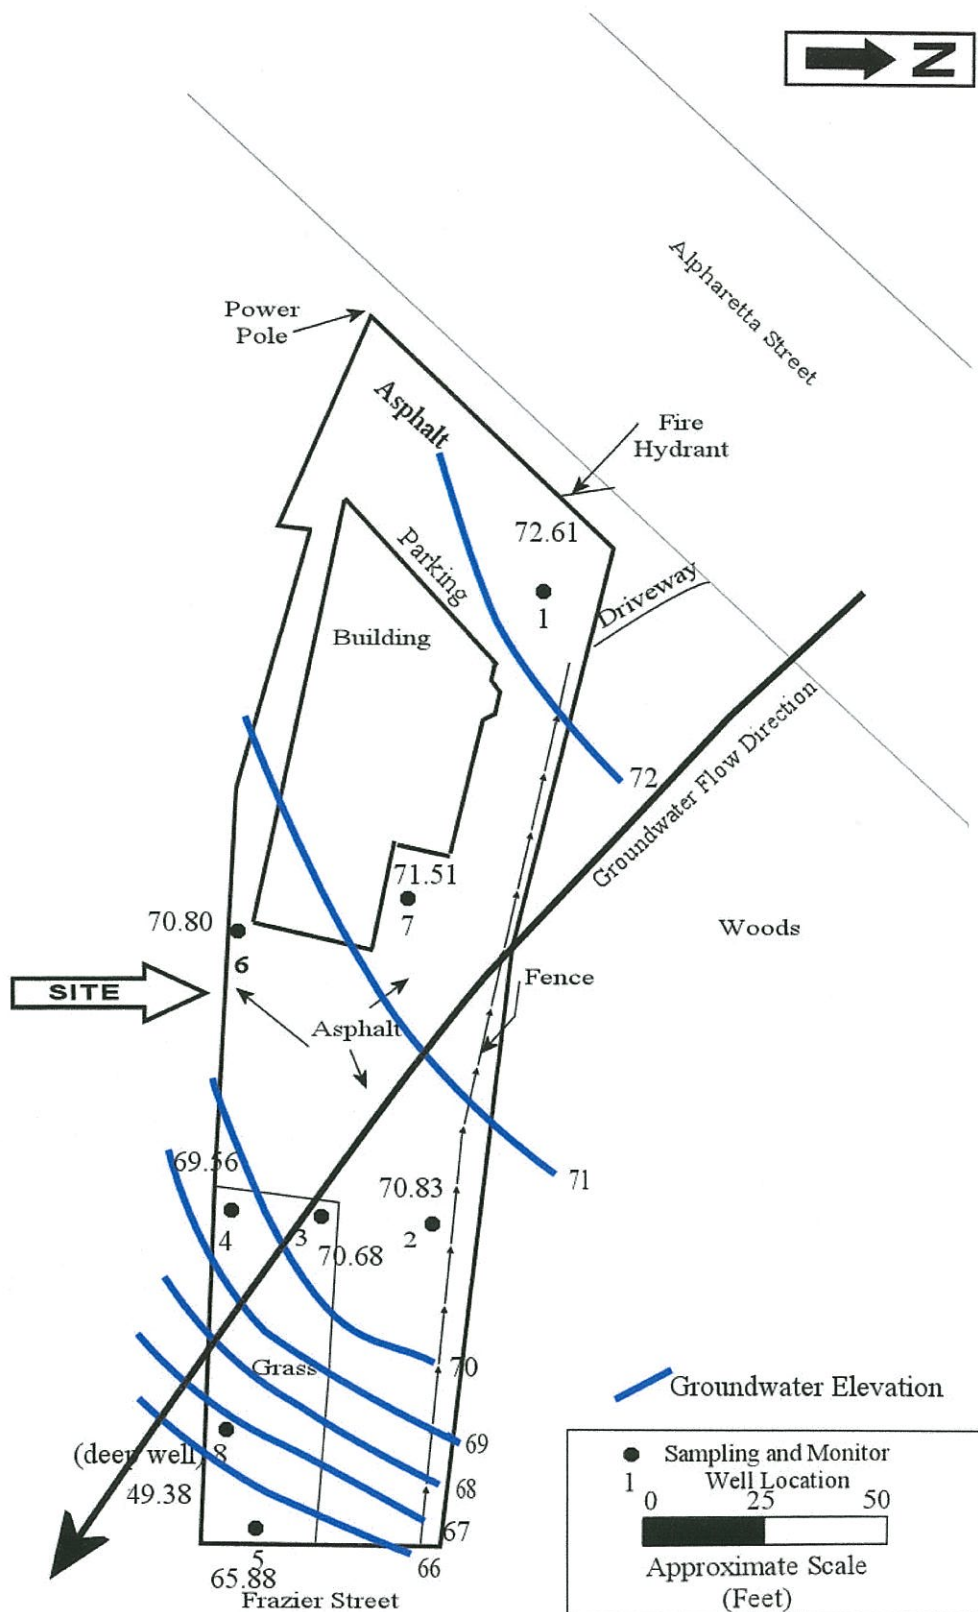 N
Alpharetta Street
Power
Pole
Asphalt
Fire
Hydrant
72.61
1
Parking
Driveway
Building
72
Groundwater Flow Direction
71.51
7
70.80
6
Woods
SITE
Fence
Asphalt
71
69.56
70.83
4
3
2
70.68
70
Grass
Groundwater Elevation
69
(deep well) 8
68
49.38
67
5
66
65.88
Frazier Street
Sampling and Monitor
1 Well Location
0 25 50
Approximate Scale
(Feet)